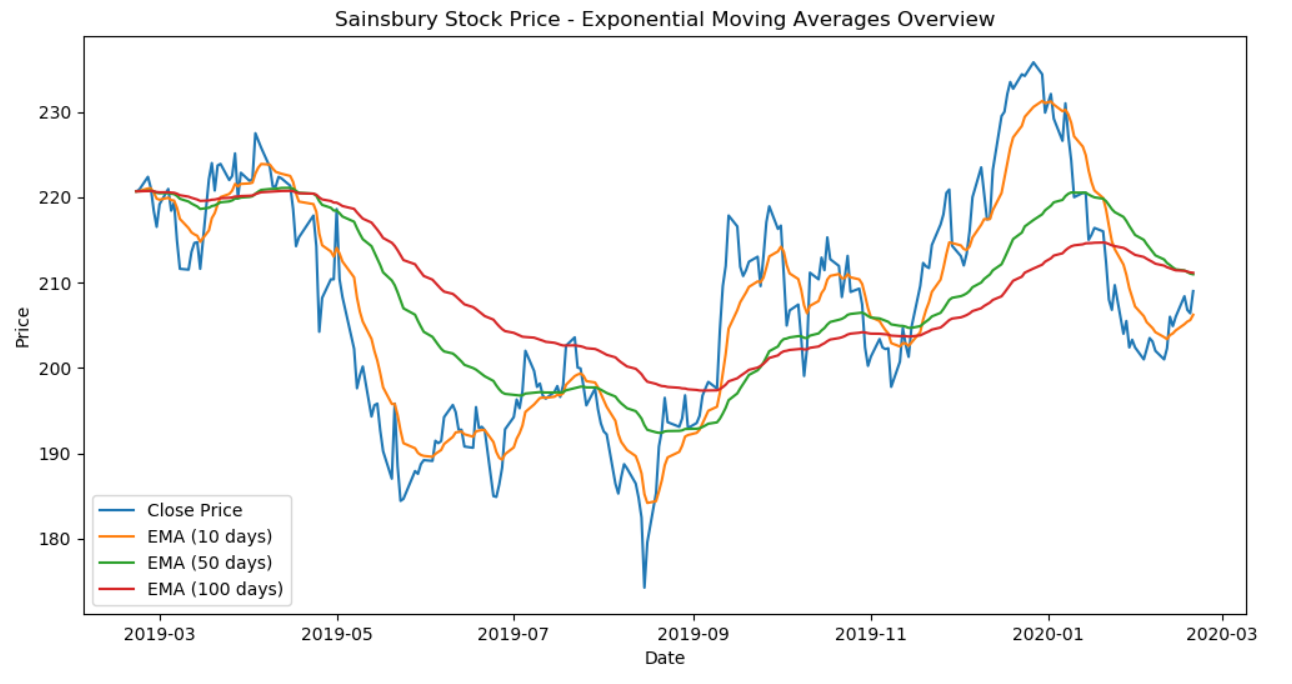 Sainsbury Stock Price - Exponential Moving Averages Overview
Price
230
220
210
200
190
180
Close Price
EMA (10 days)
EMA (50 days)
EMA (100 days)
2019-03 2019-05 2019-07 2019-09 2019-11 2020-01 2020-03
Date